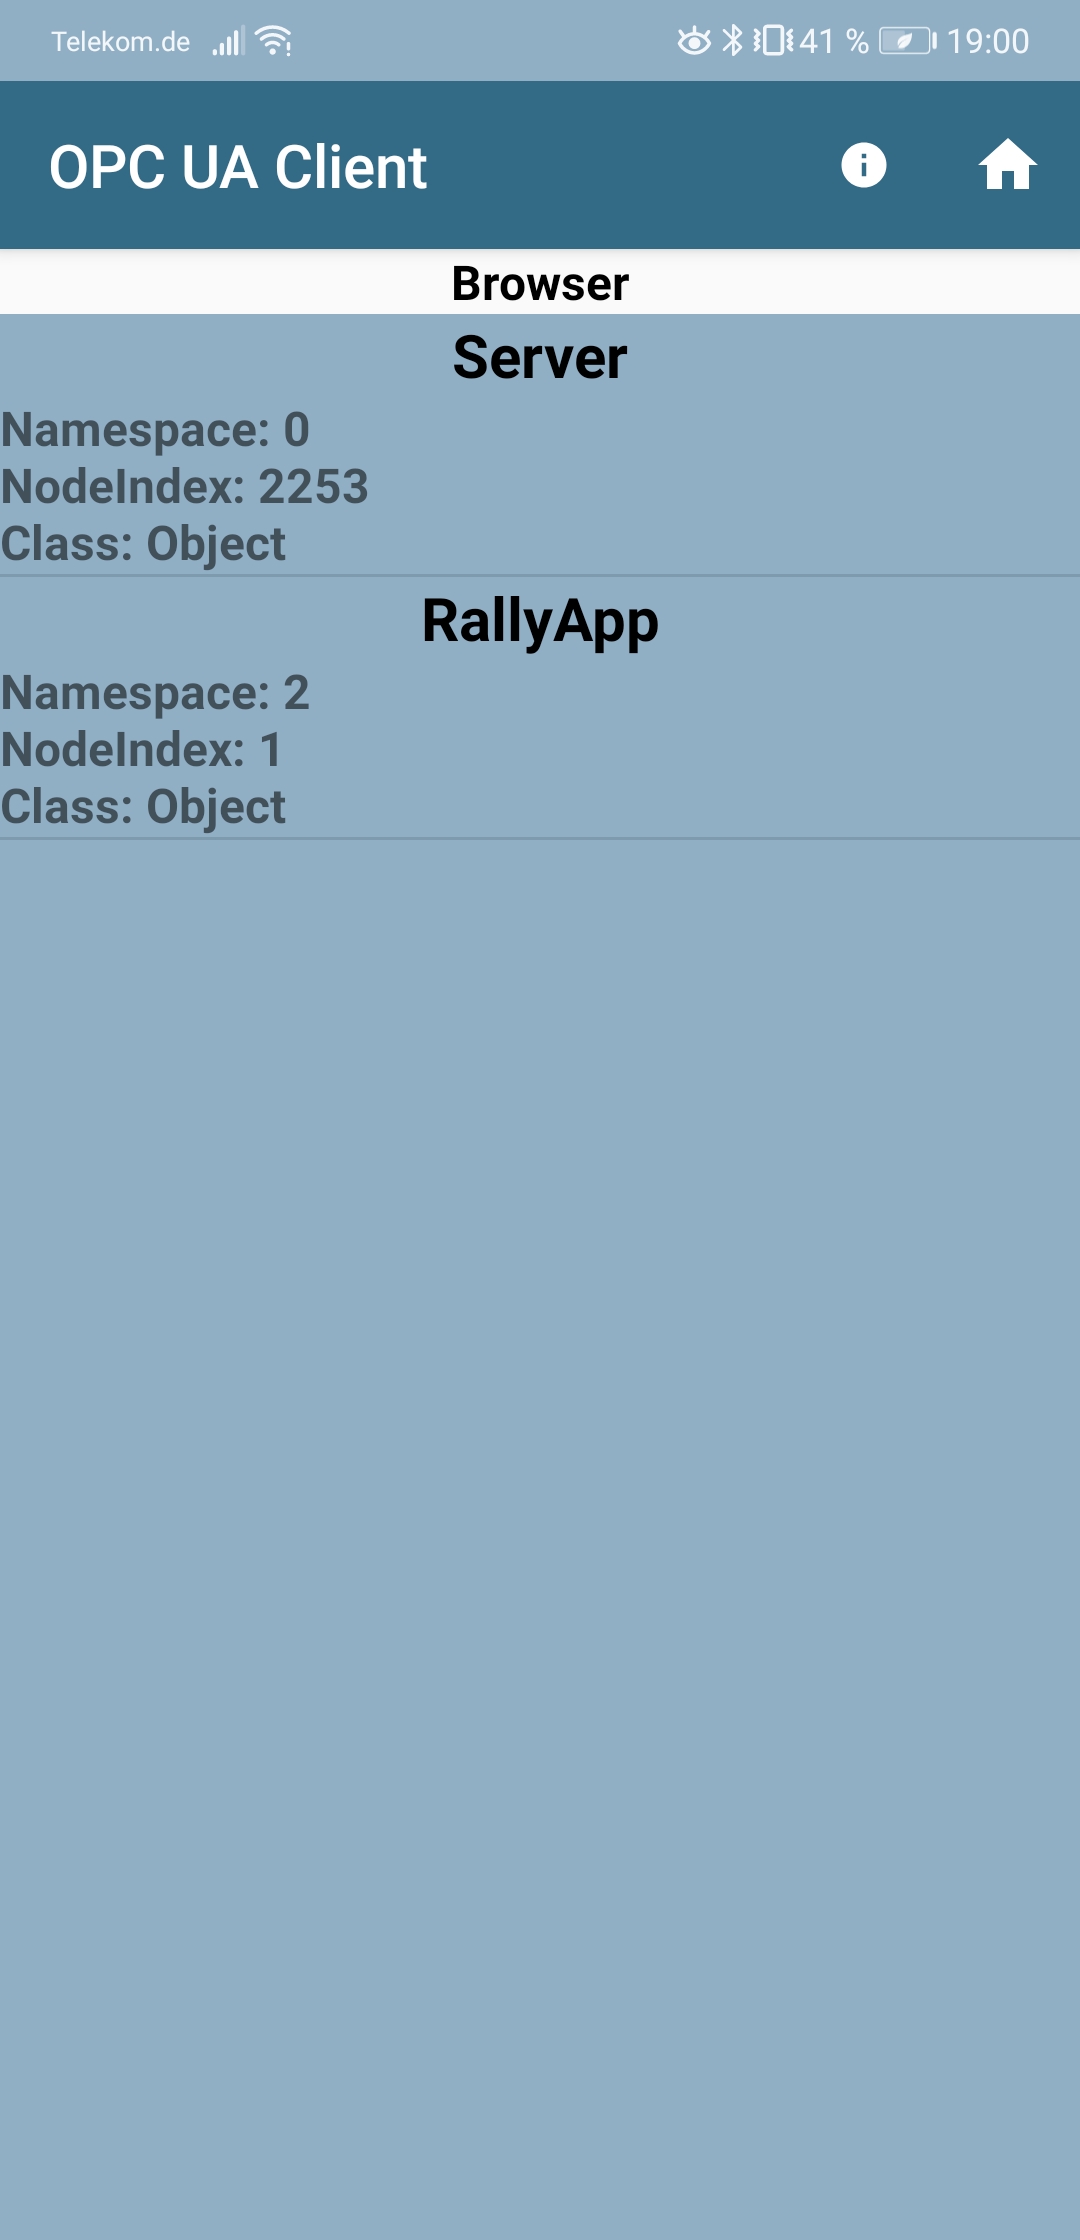 Telekom.de 41 % 19:00
OPC UA Client
Browser
Server
Namespace: 0
NodeIndex: 2253
Class: Object
RallyApp
Namespace: 2
NodeIndex: 1
Class: Object